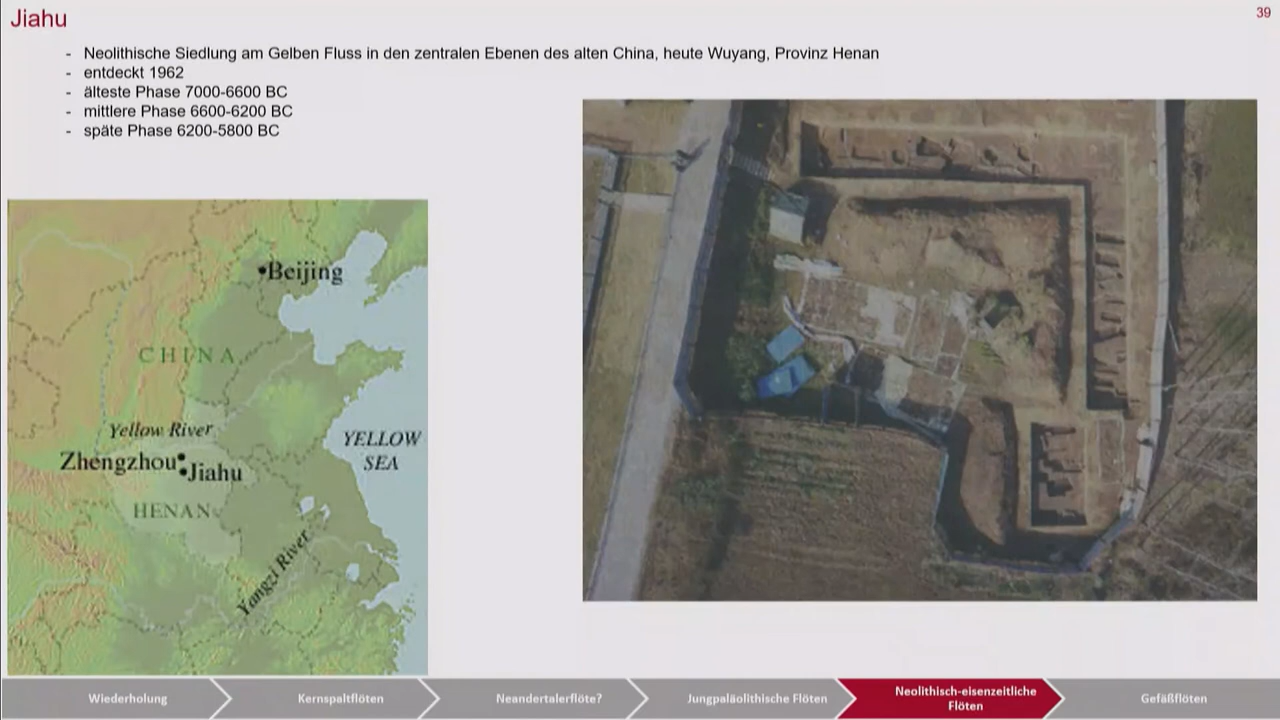 Jiahu
39
- Neolithische Siedlung am Gelben Fluss in den zentralen Ebenen des alten China, heute Wuyang, Provinz Henan
- entdeckt 1962
- älteste Phase 7000-6600 BC
- mittlere Phase 6600-6200 BC
- späte Phase 6200-5800 BC
Beijing
CHINA
Yellow River
YELLOW
SEA
Zhengzhou
Jiahu
HENAN
Yangzi River
Wiederholung
Kernspaltflöten
Neandertalerflöte?
Jungpaläolithische Flöten
Neolithisch-eisenzeitliche
Flöten
Gefäßflöten